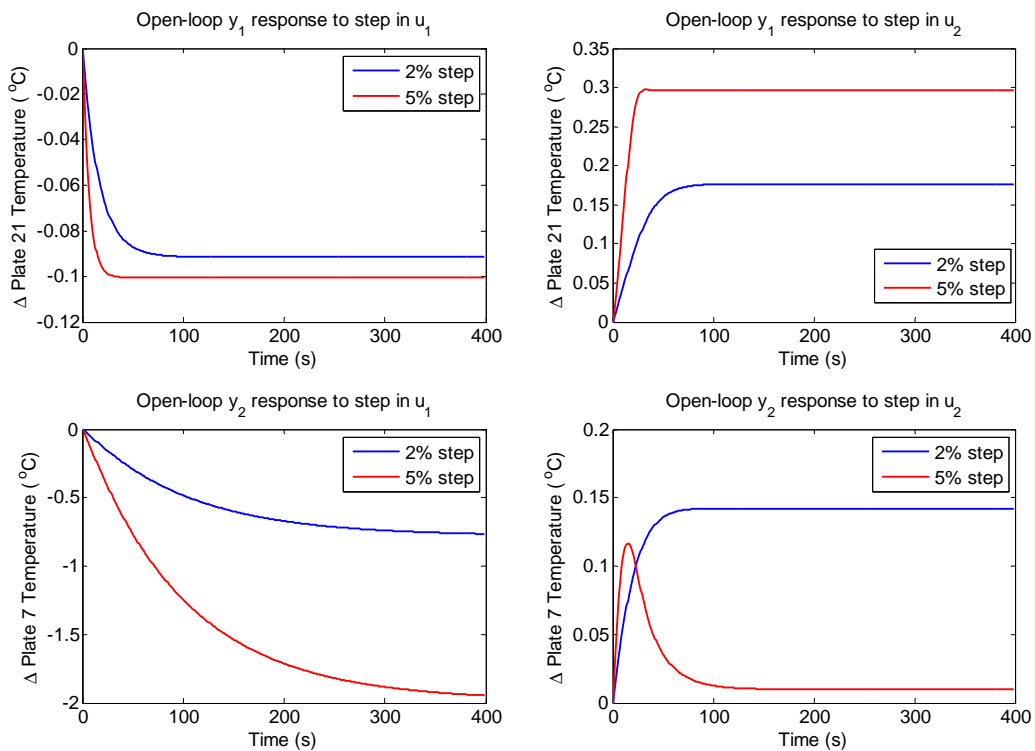 Open-loop y1 response to step in u1
0
-0.02
-0.04
-0.06
-0.08
-0.1
-0.12
Δ Plate 21 Temperature ( °C)
2% step
5% step
0 100 200 300 400
Time (s)
Open-loop y1 response to step in u2
0.35
0.3
0.25
0.2
0.15
0.1
0.05
0
Δ Plate 21 Temperature ( °C)
2% step
5% step
0 100 200 300 400
Time (s)
Open-loop y2 response to step in u1
0
-0.5
-1
-1.5
-2
Δ Plate 7 Temperature ( °C)
2% step
5% step
0 100 200 300 400
Time (s)
Open-loop y2 response to step in u2
0.2
0.15
0.1
0.05
0
Δ Plate 7 Temperature ( °C)
2% step
5% step
0 100 200 300 400
Time (s)